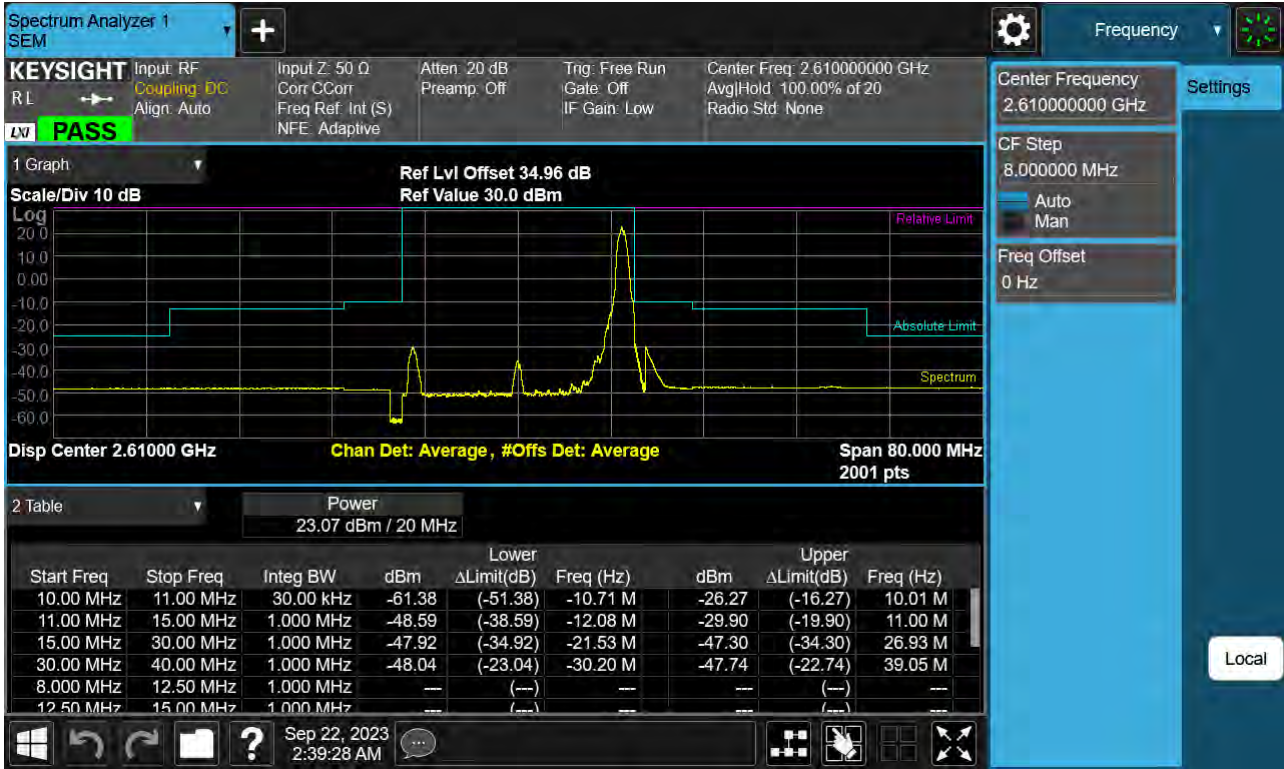 Spectrum Analyzer 1
SEM
Frequency
KEYSIGHT
R L
LXI
PASS
Input: RF
Coupling: DC
Align: Auto
Input Z: 50 Ω
Corr CCorr
Freq Ref: Int (S)
NFE: Adaptive
Atten: 20 dB
Preamp: Off
Trig: Free Run
Gate: Off
IF Gain: Low
Center Freq: 2.610000000 GHz
Avg|Hold: 100.00% of 20
Radio Std: None
Center Frequency
2.610000000 GHz
Settings
CF Step
8.000000 MHz
Auto
Man
Freq Offset
0 Hz
1 Graph
Scale/Div 10 dB
Ref Lvl Offset 34.96 dB
Ref Value 30.0 dBm
Log
20.0
10.0
0.00
-10.0
-20.0
-30.0
-40.0
-50.0
-60.0
Relative Limit
Absolute Limit
Spectrum
Disp Center 2.61000 GHz
Chan Det: Average , #Offs Det: Average
Span 80.000 MHz
2001 pts
2 Table
Power
23.07 dBm / 20 MHz
Lower Upper
Start Freq Stop Freq Integ BW dBm ΔLimit(dB) Freq (Hz) dBm ΔLimit(dB) Freq (Hz)
10.00 MHz 11.00 MHz 30.00 kHz -61.38 (-51.38) -10.71 M -26.27 (-16.27) 10.01 M
11.00 MHz 15.00 MHz 1.000 MHz -48.59 (-38.59) -12.08 M -29.90 (-19.90) 11.00 M
15.00 MHz 30.00 MHz 1.000 MHz -47.92 (-34.92) -21.53 M -47.30 (-34.30) 26.93 M
30.00 MHz 40.00 MHz 1.000 MHz -48.04 (-23.04) -30.20 M -47.74 (-22.74) 39.05 M
8.000 MHz 12.50 MHz 1.000 MHz --- (---) --- --- (---) ---
12.50 MHz 15.00 MHz 1.000 MHz --- (---) --- --- (---) ---
Local
?
Sep 22, 2023
2:39:28 AM